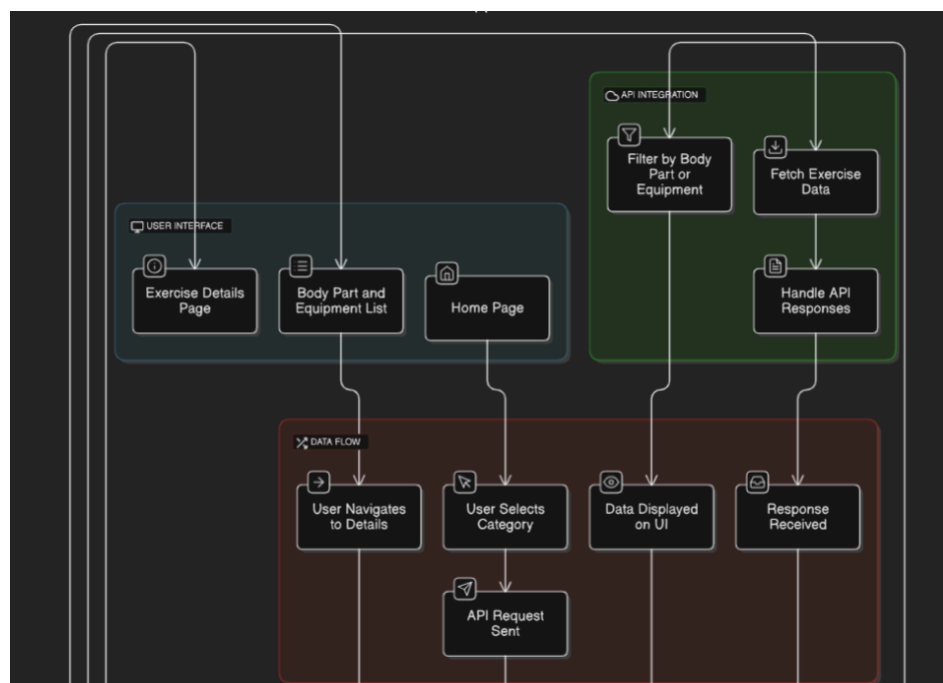 API INTEGRATION
Filter by Body
Part or
Equipment
Fetch Exercise
Data
USER INTERFACE
Exercise Details
Page
Body Part and
Equipment List
Home Page
Handle API
Responses
DATA FLOW
User Navigates
to Details
User Selects
Category
Data Displayed
on UI
Response
Received
API Request
Sent